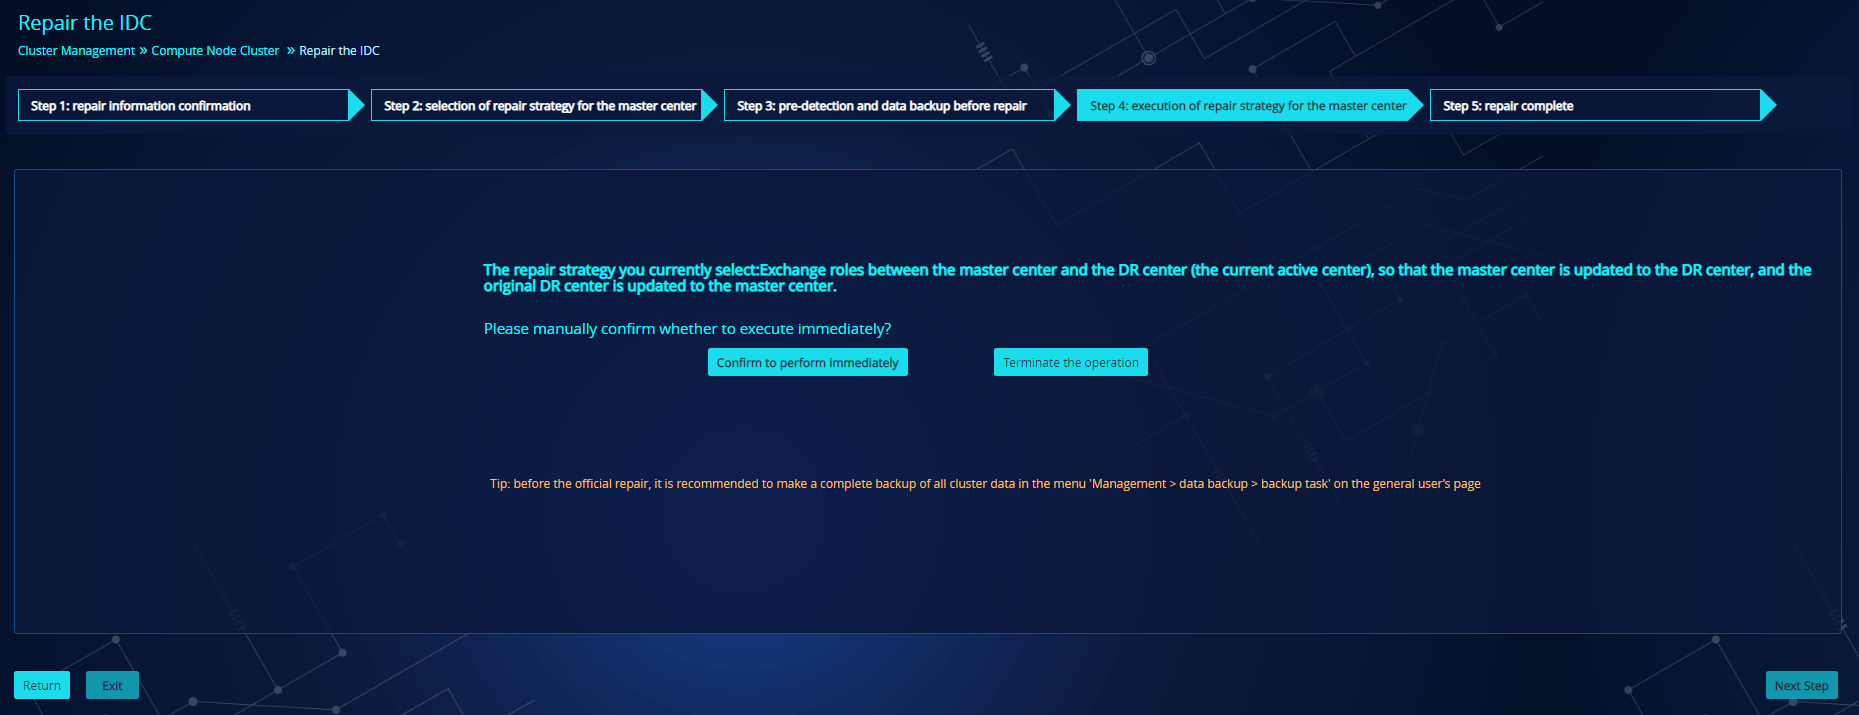 Repair the IDC
Cluster Management » Compute Node Cluster » Repair the IDC
Step 1: repair information confirmation
Step 2: selection of repair strategy for the master center
Step 3: pre-detection and data backup before repair
Step 4: execution of repair strategy for the master center
Step 5: repair complete
The repair strategy you currently select:Exchange roles between the master center and the DR center (the current active center), so that the master center is updated to the DR center, and the
original DR center is updated to the master center.
Please manually confirm whether to execute immediately?
Confirm to perform immediately
Terminate the operation
Tip: before the official repair, it is recommended to make a complete backup of all cluster data in the menu 'Management > data backup > backup task' on the general user's page
Return
Exit
Next Step